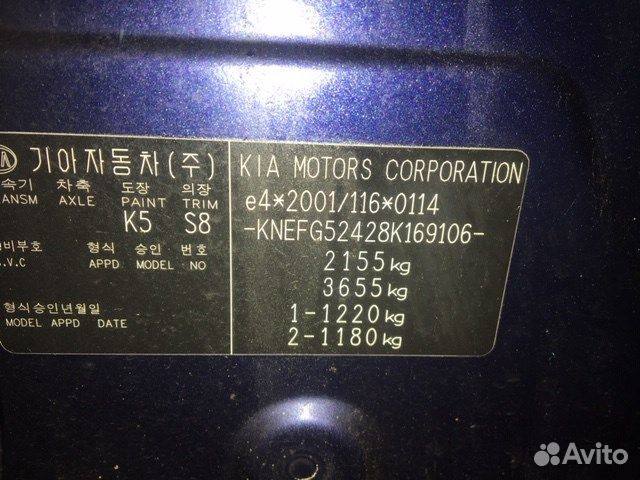 기아자동차(주)
KIA MOTORS CORPORATION
속기 차축 도장 의장
ANSM AXLE PAINT TRIM
K5 S8
e4*2001/116*0114
-KNEFG52428K169106-
비부호 형식 승인 번호
.V.C APPD MODEL NO
2155kg
3655kg
1-1220kg
2-1180kg
형식승인년월일
MODEL APPD DATE
Avito